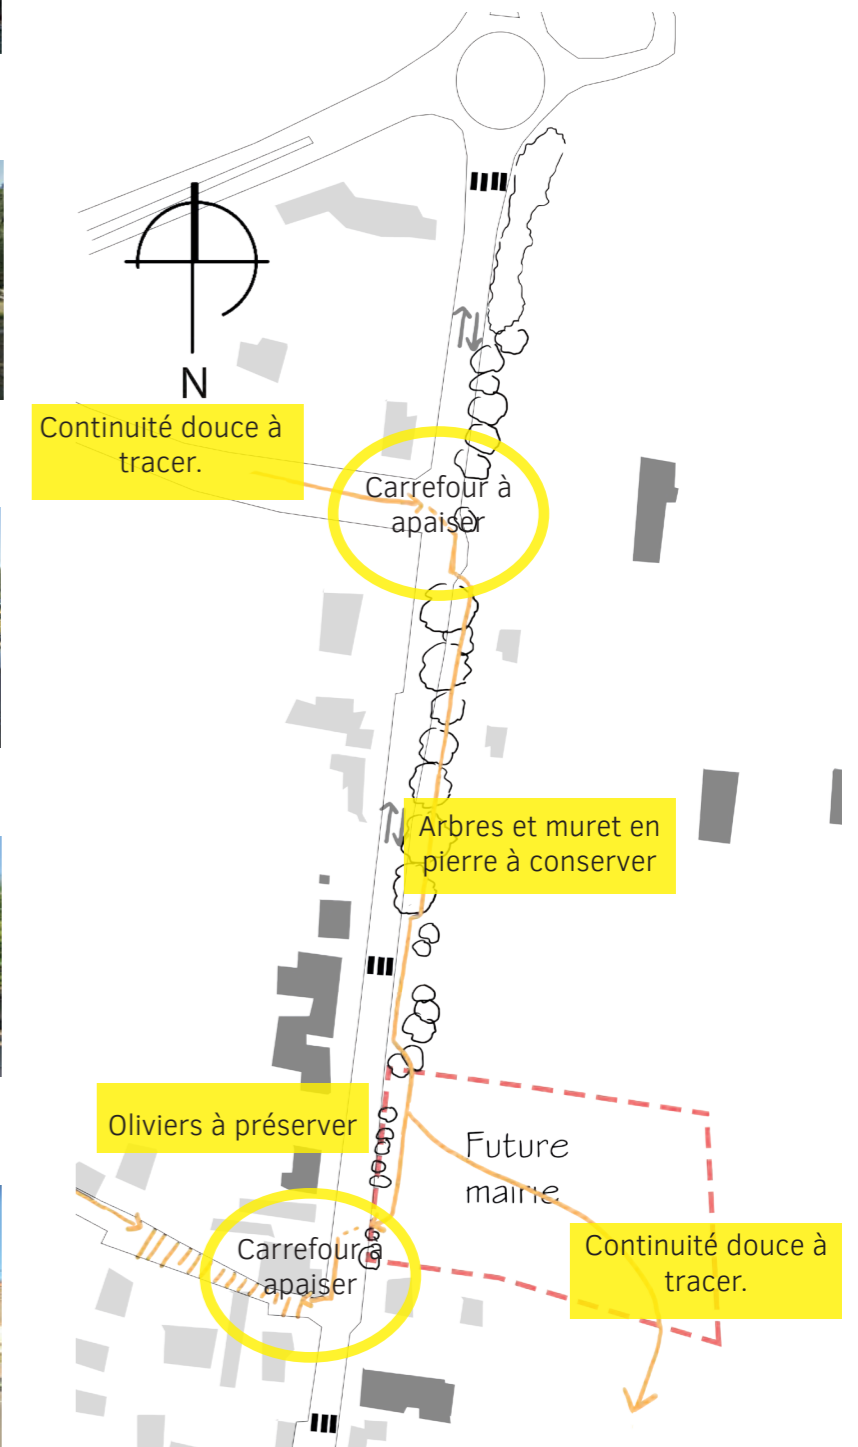 N
Continuité douce à
tracer.
Carrefour à
apaiser
Arbres et muret en
pierre à conserver
Oliviers à préserver
Future
mairie
Carrefour à
apaiser
Continuité douce à
tracer.